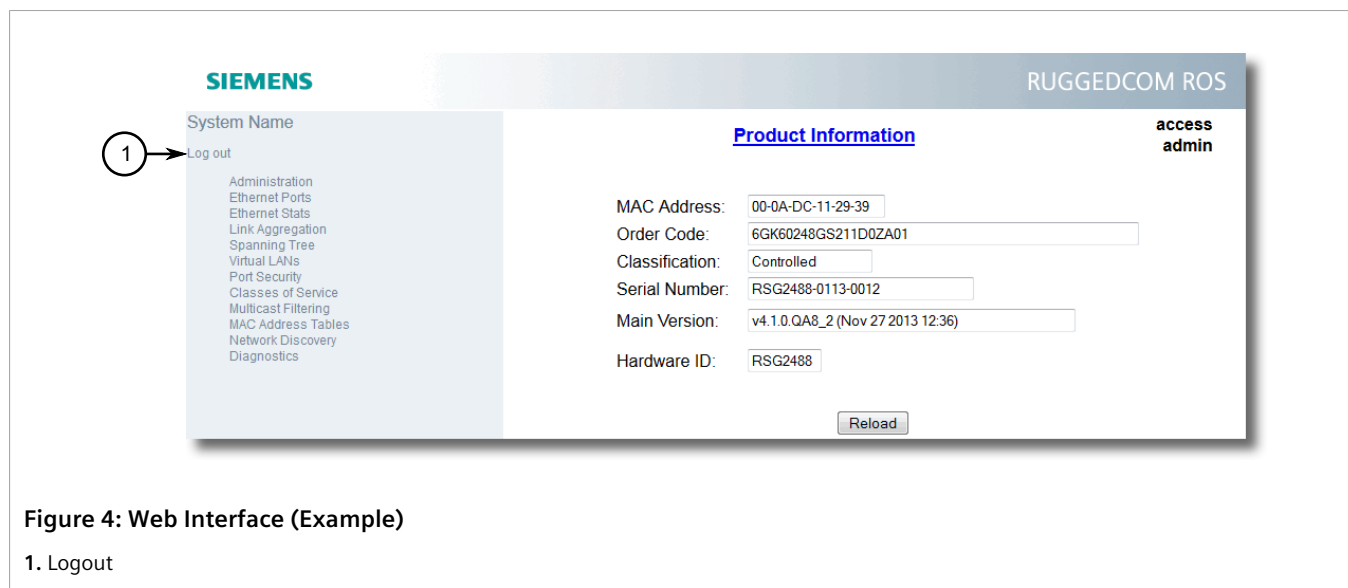 SIEMENS
RUGGEDCOM ROS
System Name
1
Log out
Administration
Ethernet Ports
Ethernet Stats
Link Aggregation
Spanning Tree
Virtual LANs
Port Security
Classes of Service
Multicast Filtering
MAC Address Tables
Network Discovery
Diagnostics
Product Information
access
admin
MAC Address: 00-0A-DC-11-29-39
Order Code: 6GK60248GS211D0ZA01
Classification: Controlled
Serial Number: RSG2488-0113-0012
Main Version: v4.1.0.QA8_2 (Nov 27 2013 12:36)
Hardware ID: RSG2488
Reload
Figure 4: Web Interface (Example)
1. Logout